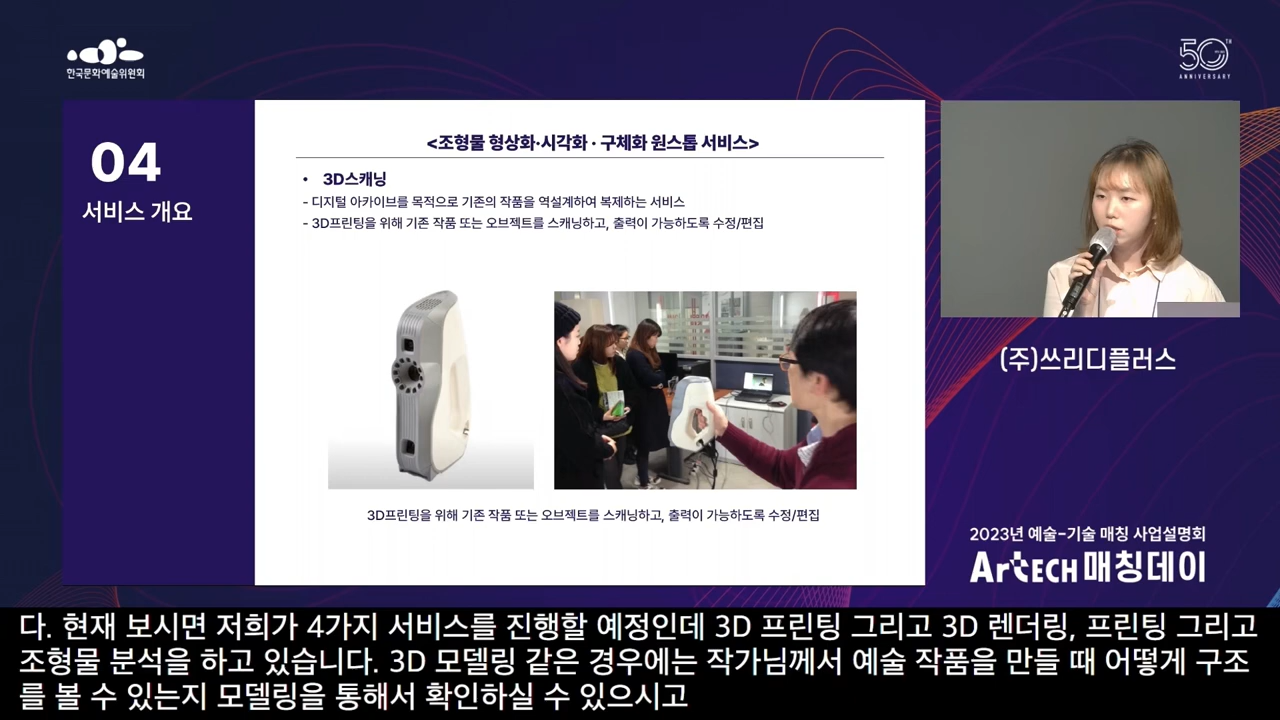 한국문화예술위원회
50TH
ANNIVERSARY
04
서비스 개요
<조형물 형상화·시각화 · 구체화 원스톱 서비스>
• 3D스캐닝
- 디지털 아카이브를 목적으로 기존의 작품을 역설계하여 복제하는 서비스
- 3D프린팅을 위해 기존 작품 또는 오브젝트를 스캐닝하고, 출력이 가능하도록 수정/편집
3D프린팅을 위해 기존 작품 또는 오브젝트를 스캐닝하고, 출력이 가능하도록 수정/편집
(주)쓰리디플러스
2023년 예술-기술 매칭 사업설명회
ArtECH 매칭데이
다. 현재 보시면 저희가 4가지 서비스를 진행할 예정인데 3D 프린팅 그리고 3D 렌더링, 프린팅 그리고
조형물 분석을 하고 있습니다. 3D 모델링 같은 경우에는 작가님께서 예술 작품을 만들 때 어떻게 구조
를 볼 수 있는지 모델링을 통해서 확인하실 수 있으시고